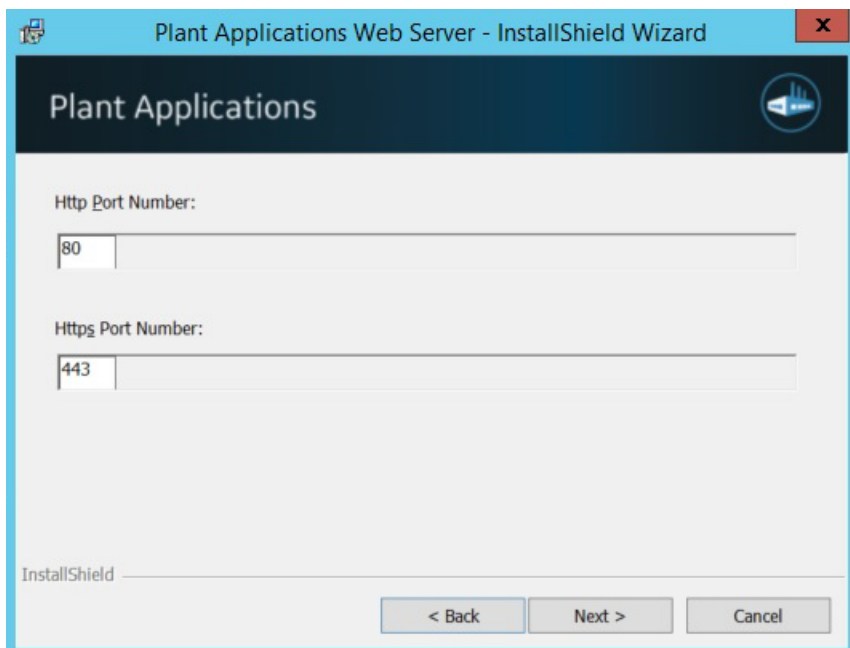 Plant Applications Web Server - InstallShield Wizard
x
Plant Applications
Http Port Number:
80
Https Port Number:
443
InstallShield
< Back Next > Cancel